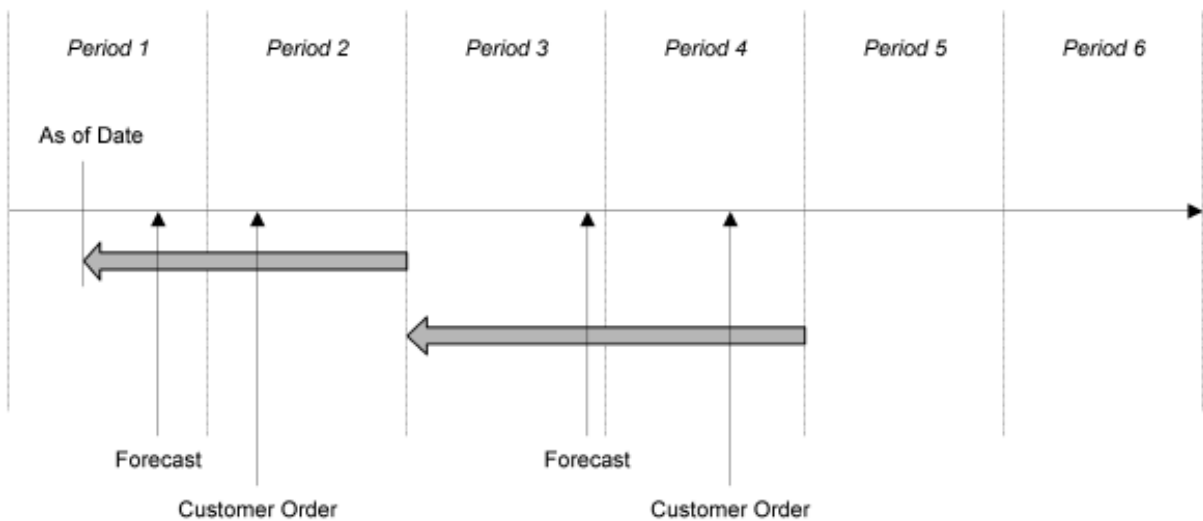 Period 1
Period 2
Period 3
Period 4
Period 5
Period 6
As of Date
Forecast
Forecast
Customer Order
Customer Order